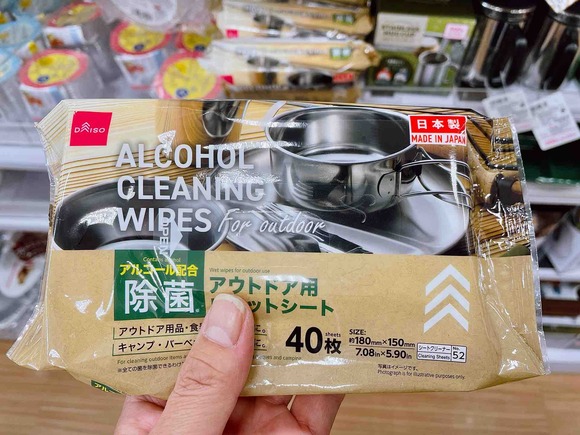 DAISO
日本製
MADE IN JAPAN
ALCOHOL
CLEANING
WIPES For outdoor
OPEN
アルコール配合
除菌
Wet wipes for outdoor use
アウトドア用
ットシート
アウトドア用品・食
キャンプ・バーベ
40枚
sheets
SIZE:
約180mm×150mm
7.08in×5.90in
シートクリーナー
Cleaning Sheets
No.
52
For cleaning outdoor items
※全ての菌を除菌できるわけ
※写真はイメージです。
Photograph is for illustrative purposes only.
アル